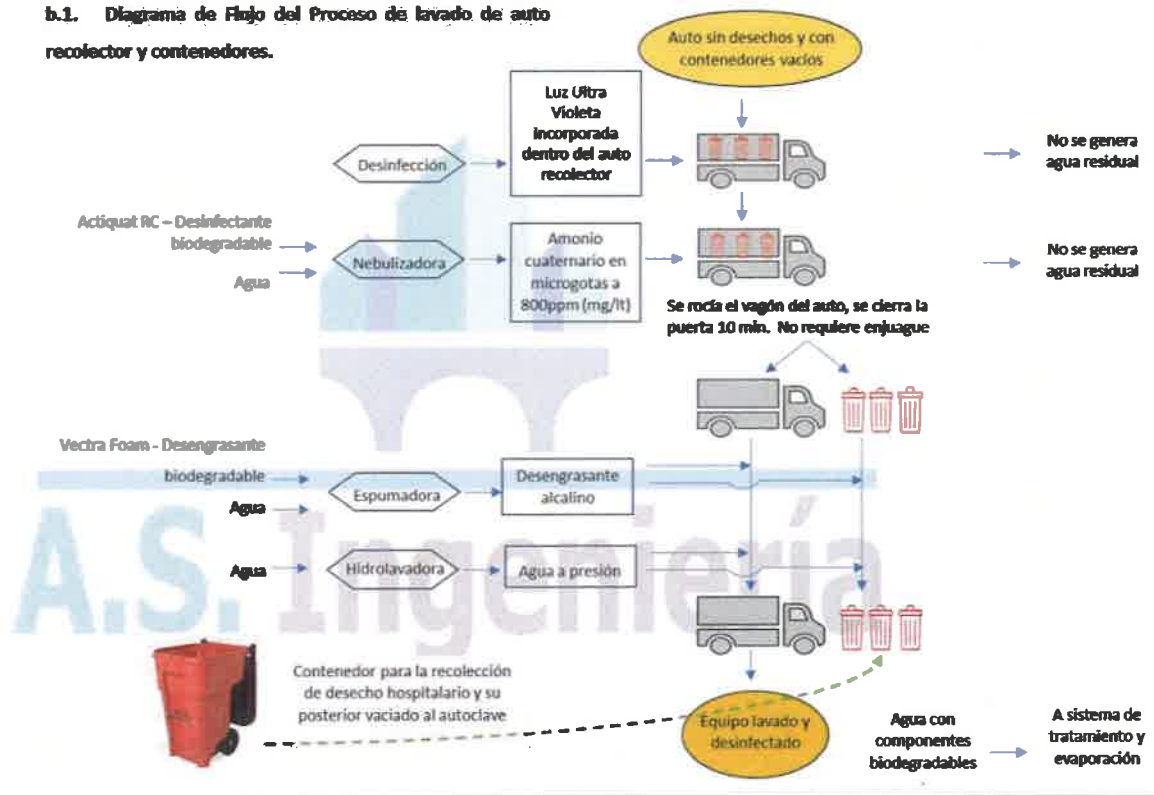 b.1. Diagrama de Flujo del Proceso de lavado de auto
recolector y contenedores.
Auto sin desechos y con
contenedores vacíos
Desinfección
Luz Ultra
Violeta
incorporada
dentro del auto
recolector
No se genera
agua residual
Actiquat RC – Desinfectante
biodegradable
Agua
Nebulizadora
Amonio
cuaternario en
microgotas a
800ppm (mg/lt)
No se genera
agua residual
Se rocía el vagón del auto, se cierra la
puerta 10 min. No requiere enjuague
Vectra Foam - Desengrasante
biodegradable
Agua
Espumadora
Desengrasante
alcalino
Agua
Hidrolavadora
Agua a presión
A.S. Ingeniería
Contenedor para la recolección
de desecho hospitalario y su
posterior vaciado al autoclave
Equipo lavado y
desinfectado
Agua con
componentes
biodegradables
A sistema de
tratamiento y
evaporación